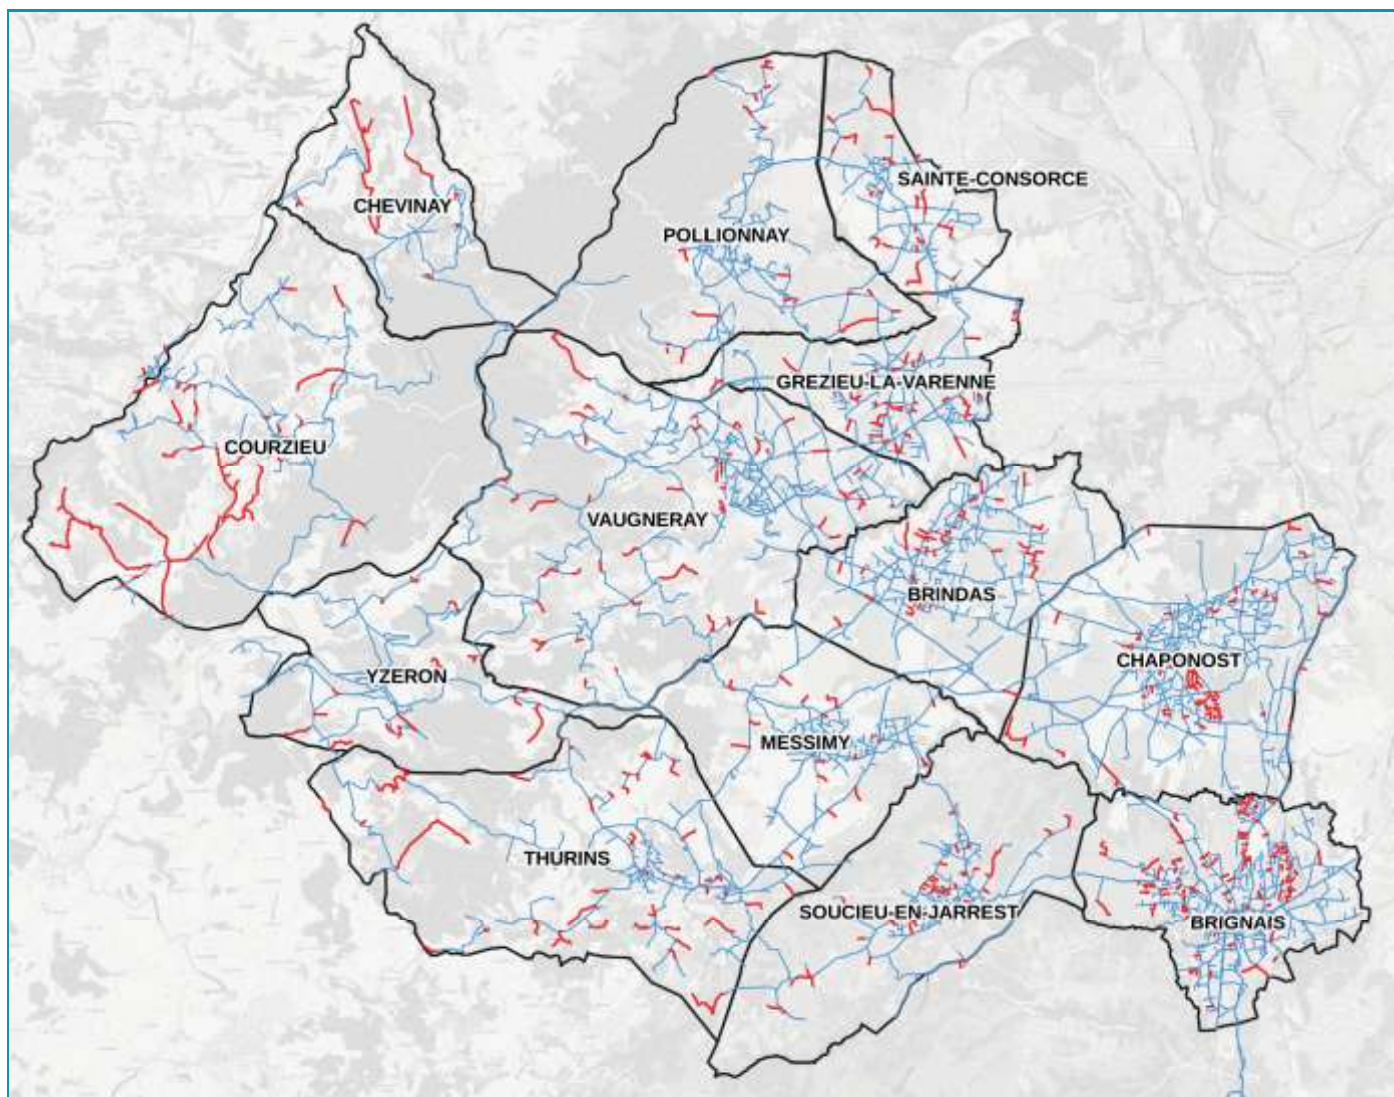 SAINTE-CONSORCE
CHEVINAY
POLLIONNAY
GREZIEU-LA-VARENNE
COURZIEU
VAUGNERAY
BRINDAS
CHAPONOST
YZERON
MESSIMY
THURINS
SOUCIEU-EN-JARREST
BRIGNAIS